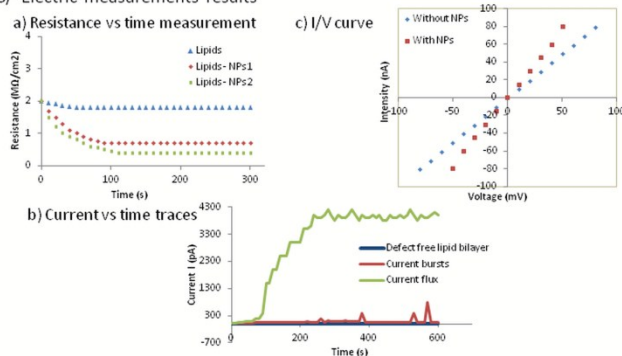 Electric measurements results
a) Resistance vs time measurement
Resistance (MΩ/cm2)
4
3
2
1
0
0
100
200
300
Time (s)
Lipids
Lipids- NPs1
Lipids- NPs2
c) I/V curve
Without NPs
With NPs
Intensity (nA)
100
80
60
40
20
0
-20
-40
-60
-80
-100
-100
-50
0
50
100
Voltage (mV)
b) Current vs time traces
Current I (pA)
4300
3300
2300
1300
300
-700
0
200
400
600
Time (s)
Defect free lipid bilayer
Current bursts
Current flux